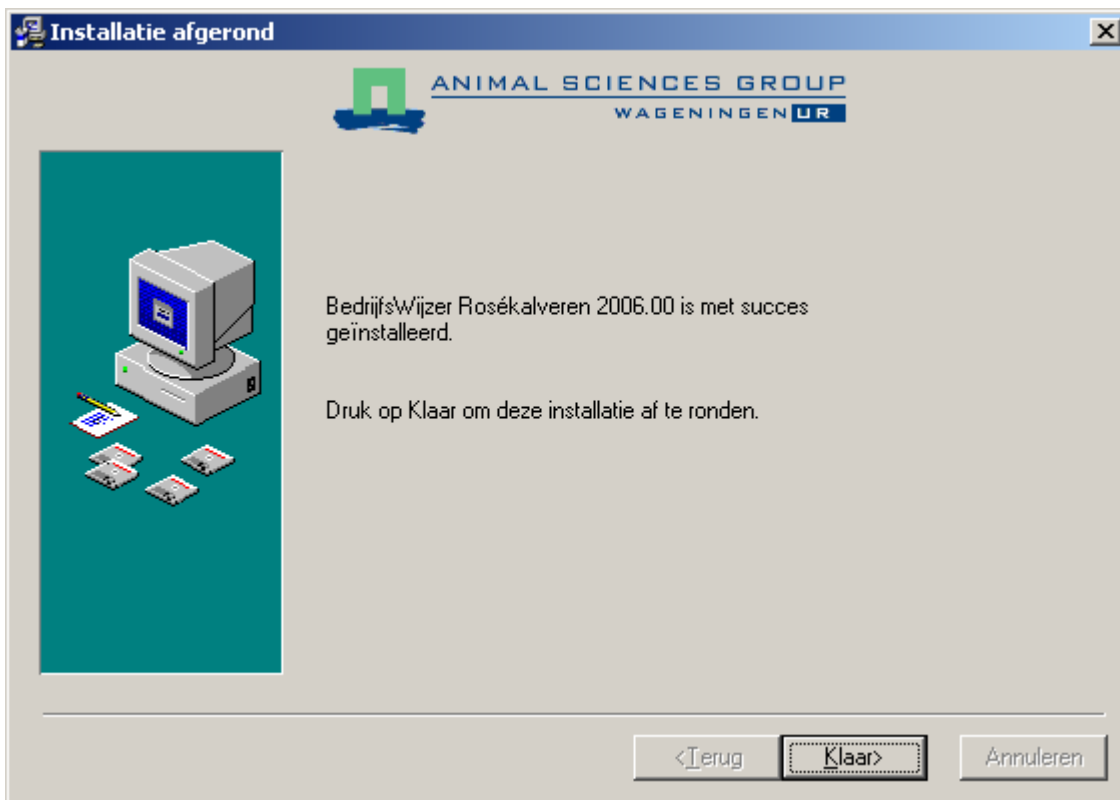 Installatie afgerond
ANIMAL SCIENCES GROUP
WAGENINGEN UR
BedrijfsWijzer Rosékalveren 2006.00 is met succes
geïnstalleerd.
Druk op Klaar om deze installatie af te ronden.
<Terug
Klaar>
Annuleren